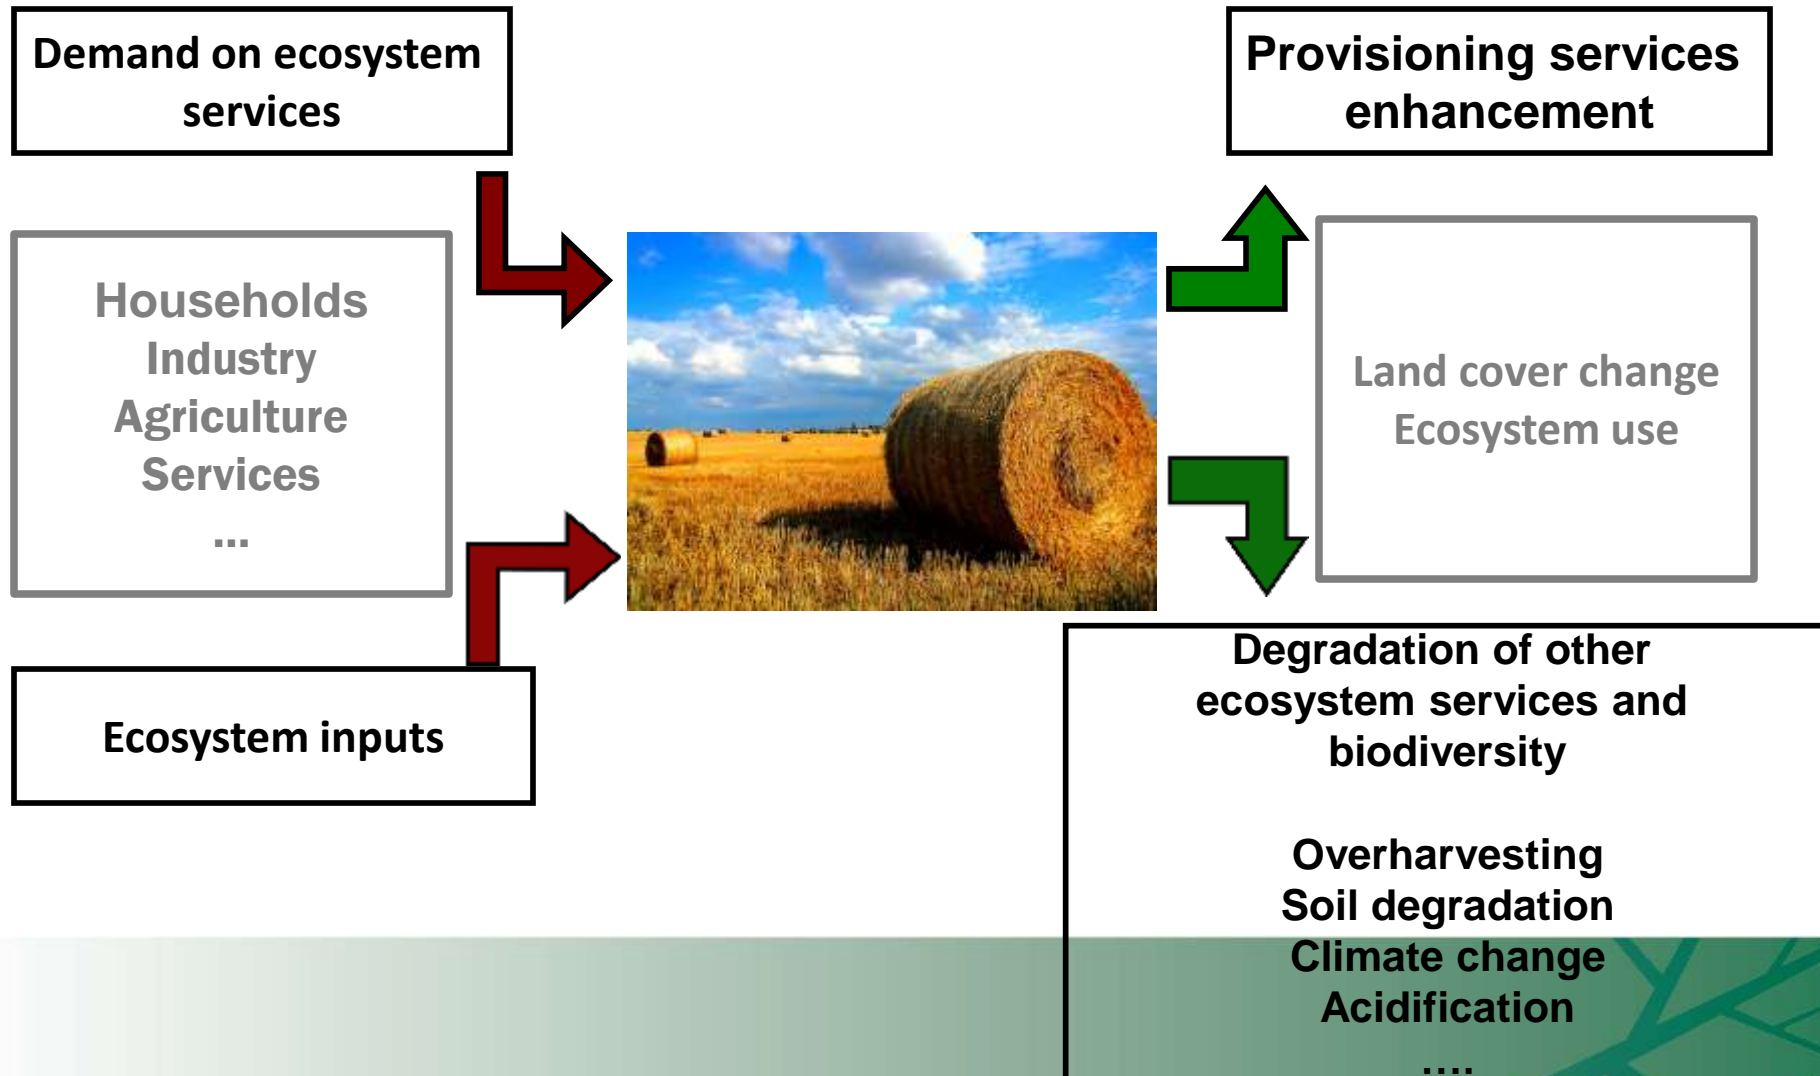 Demand on ecosystem
services
Provisioning services
enhancement
Households
Industry
Agriculture
Services
...
Land cover change
Ecosystem use
Ecosystem inputs
Degradation of other
ecosystem services and
biodiversity
Overharvesting
Soil degradation
Climate change
Acidification
....